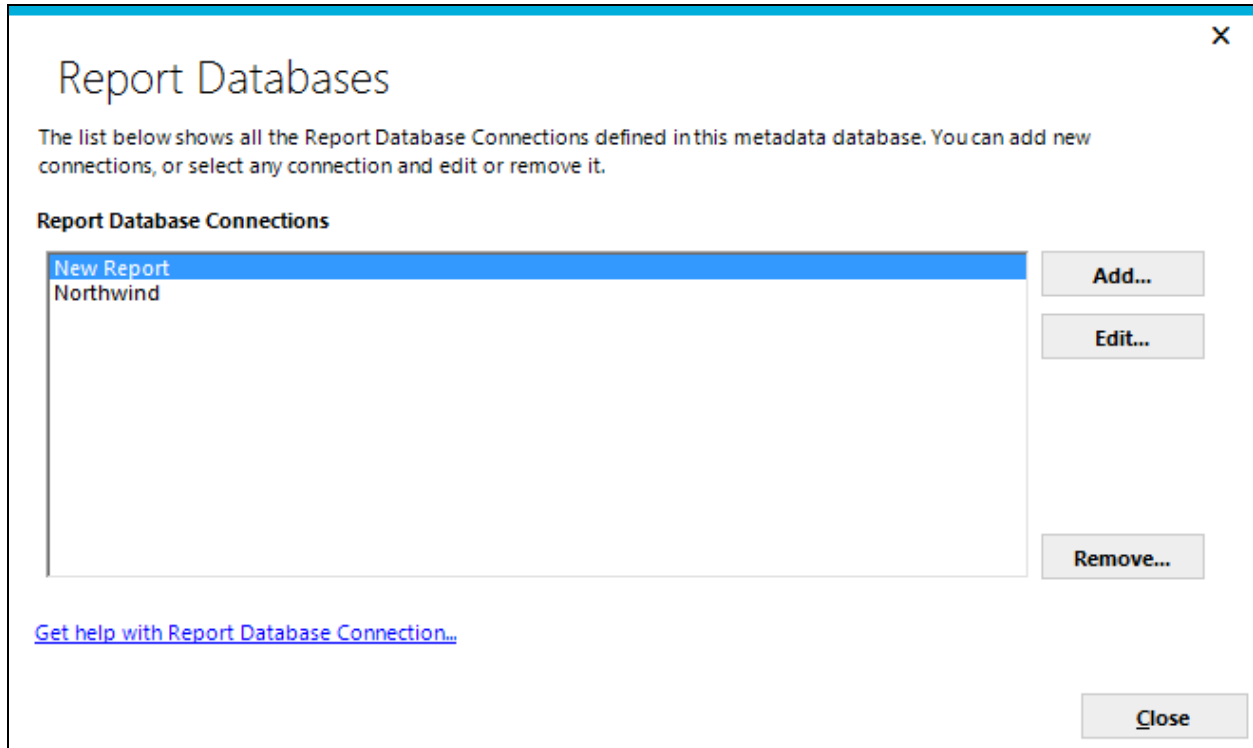 Report Databases
The list below shows all the Report Database Connections defined in this metadata database. You can add new
connections, or select any connection and edit or remove it.
Report Database Connections
New Report
Northwind
Add...
Edit...
Remove...
Get help with Report Database Connection...
Close